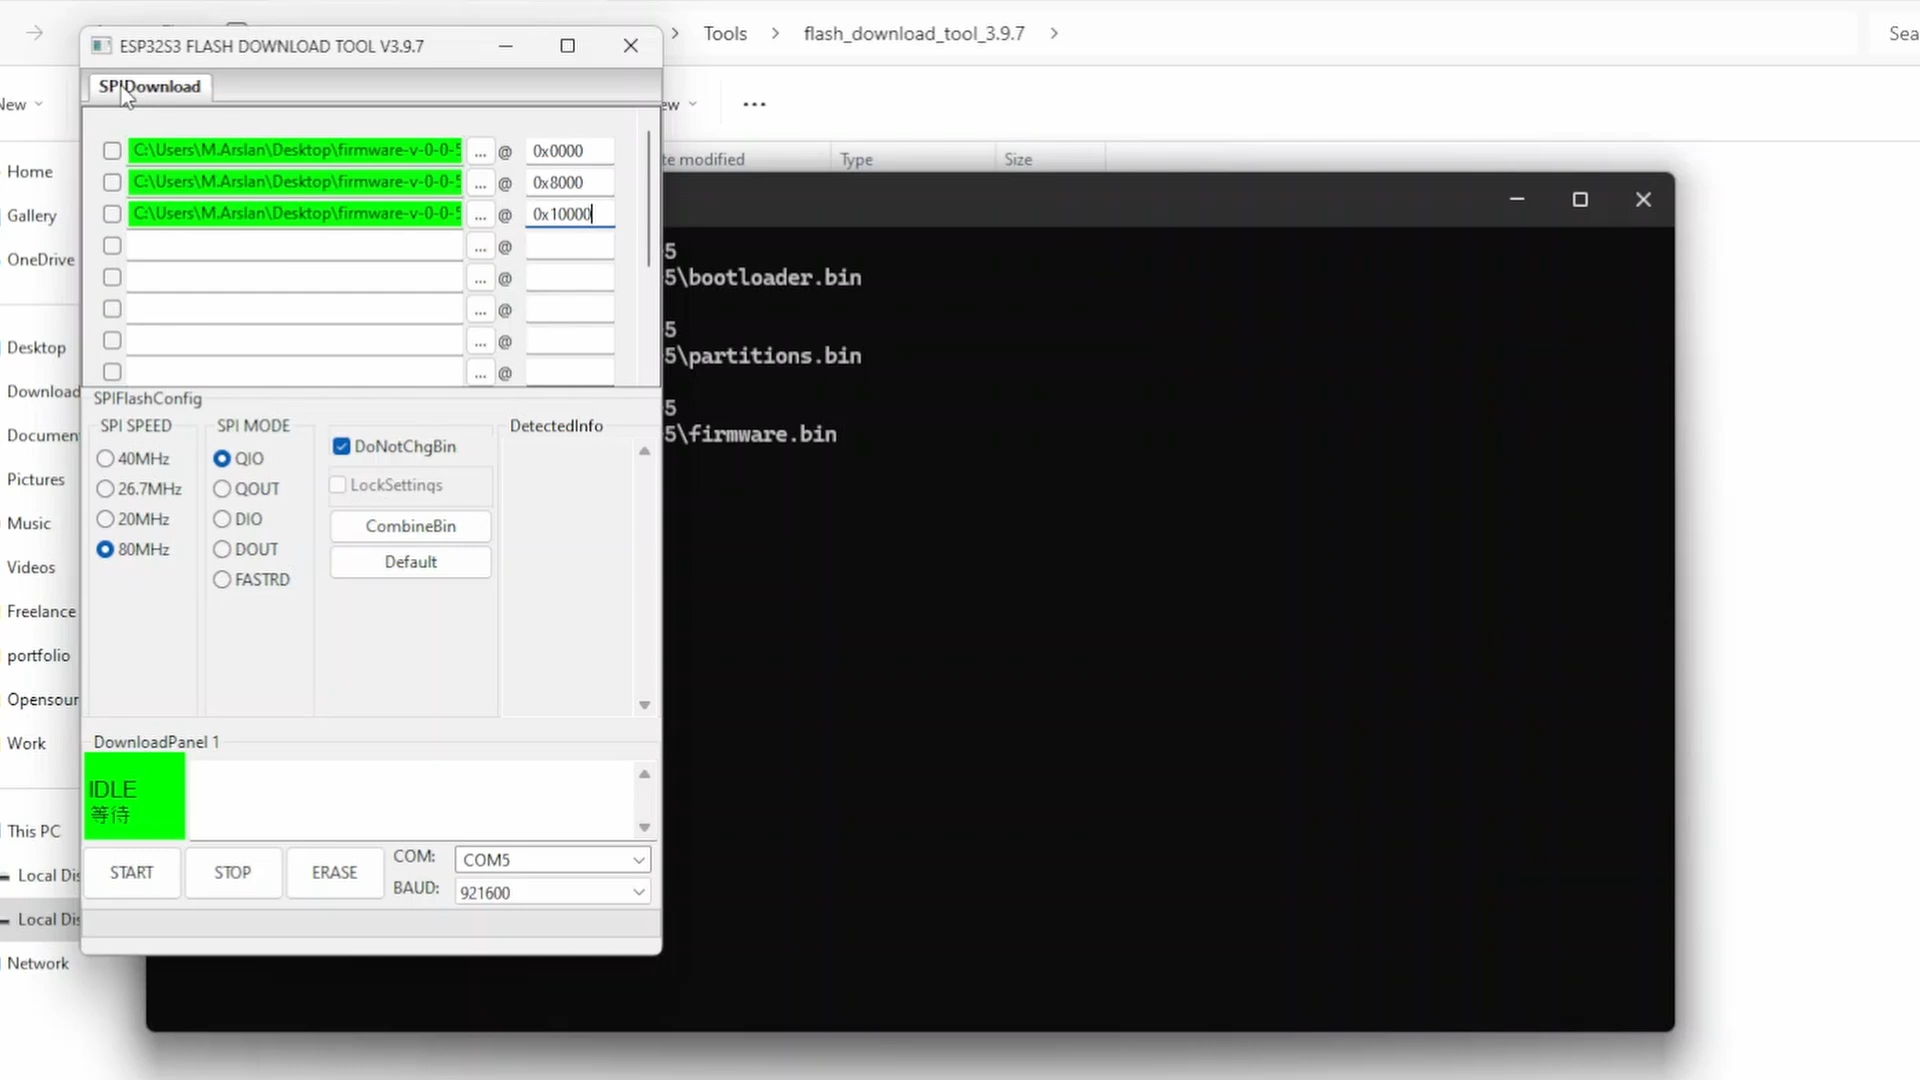 Tools > flash_download_tool_3.9.7 >
Sea
ESP32S3 FLASH DOWNLOAD TOOL V3.9.7
SPIDownload
New
ew
...
C:\Users\M.Arslan\Desktop\firmware-v-0-0-5 ... @ 0x0000
C:\Users\M.Arslan\Desktop\firmware-v-0-0-5 ... @ 0x8000
C:\Users\M.Arslan\Desktop\firmware-v-0-0-5 ... @ 0x10000
... @
... @
... @
... @
... @
SPIFlashConfig
SPI SPEED
40MHz
26.7MHz
20MHz
80MHz
SPI MODE
QIO
QOUT
DIO
DOUT
FASTRD
DoNotChgBin
LockSettings
CombineBin
Default
DetectedInfo
DownloadPanel 1
IDLE
等待
START
STOP
ERASE
COM: COM5
BAUD: 921600
te modified
Type
Size
5
5\bootloader.bin
5
5\partitions.bin
5
5\firmware.bin
Home
Gallery
OneDrive
Desktop
Download
Documen
Pictures
Music
Videos
Freelance
portfolio
Opensour
Work
This PC
Local Dis
Local Dis
Network